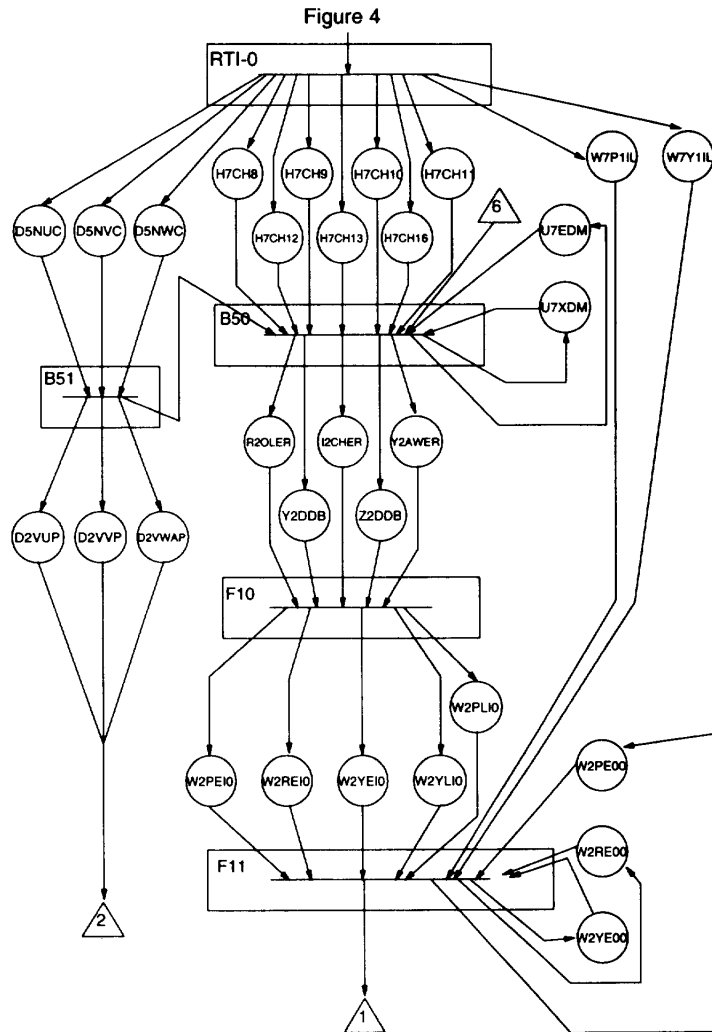 Figure 4
RTI-0
H7CH8
H7CH9
H7CH10
H7CH11
W7P1IL
W7Y1IL
D5NUC
D5NVC
D5NWC
H7CH12
H7CH13
H7CH16
6
U7EDM
U7XDM
B50
B51
R2OLER
I2CHER
Y2AWER
Y2DDB
Z2DDB
D2VUP
D2VVP
D2VWAP
F10
W2PLI0
W2PEI0
W2REI0
W2YEI0
W2YLI0
W2PE00
W2RE00
F11
W2YE00
2
1